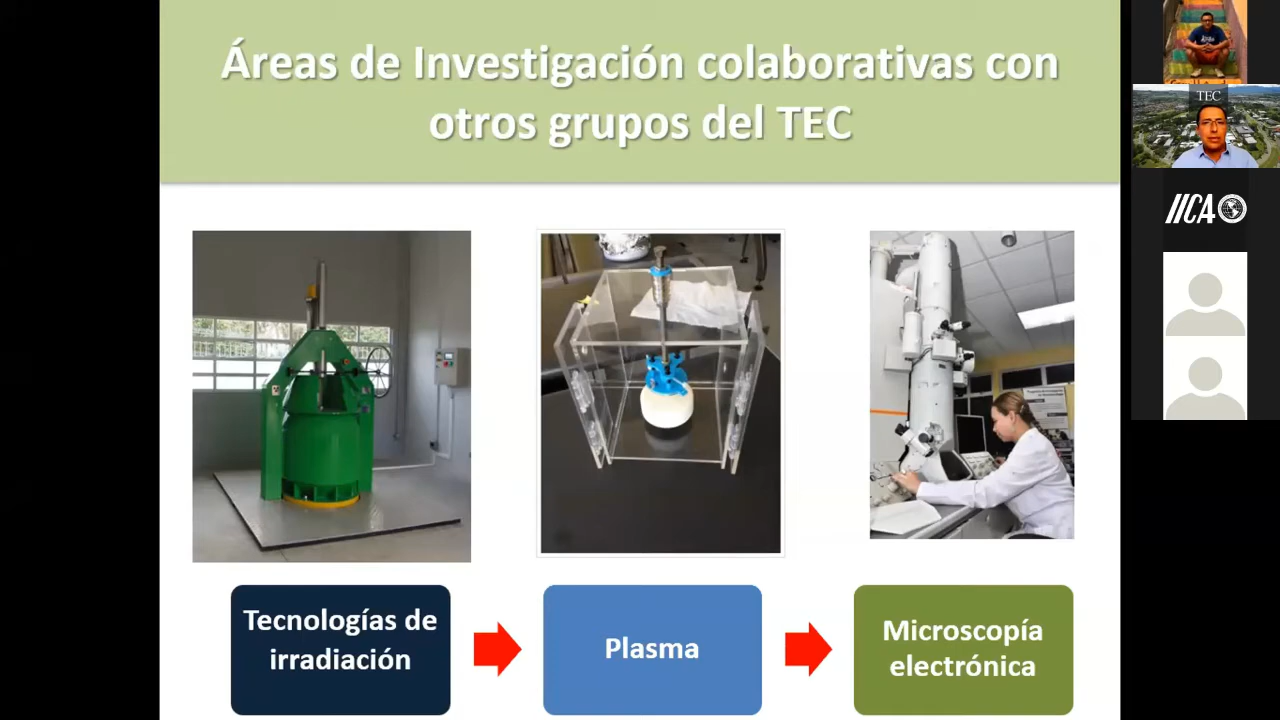 Áreas de Investigación colaborativas con
otros grupos del TEC
TEC
IICA
Tecnologías de
irradiación
Plasma
Microscopía
electrónica